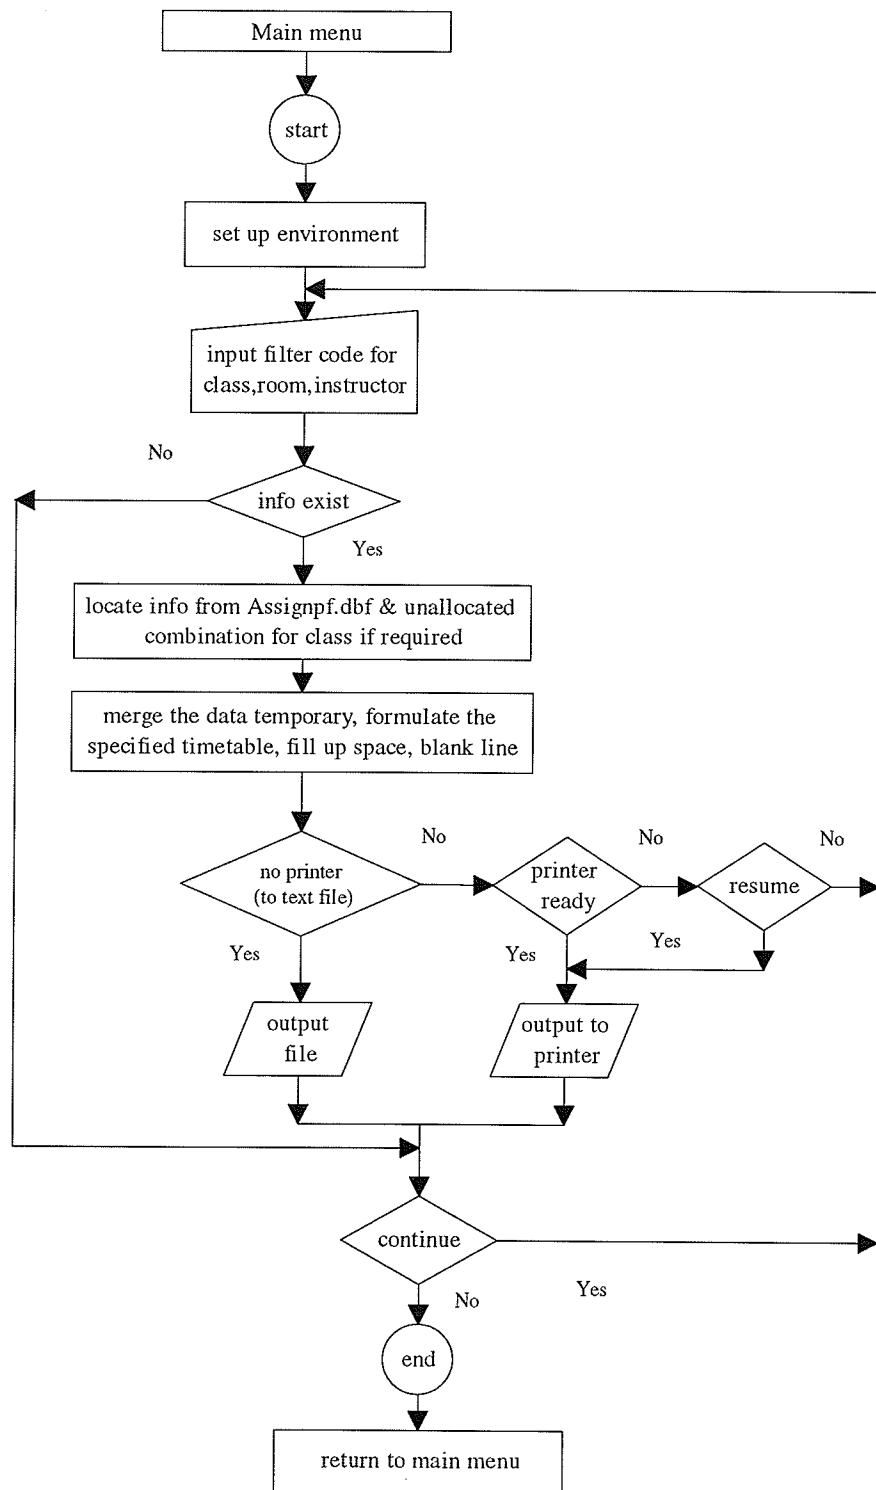 Main menu
start
set up environment
input filter code for
class,room,instructor
No
info exist
Yes
locate info from Assignpf.dbf & unallocated
combination for class if required
merge the data temporary, formulate the
specified timetable, fill up space, blank line
No
No
No
no printer
(to text file)
printer
ready
resume
Yes
Yes
Yes
output
file
output to
printer
continue
No
Yes
end
return to main menu